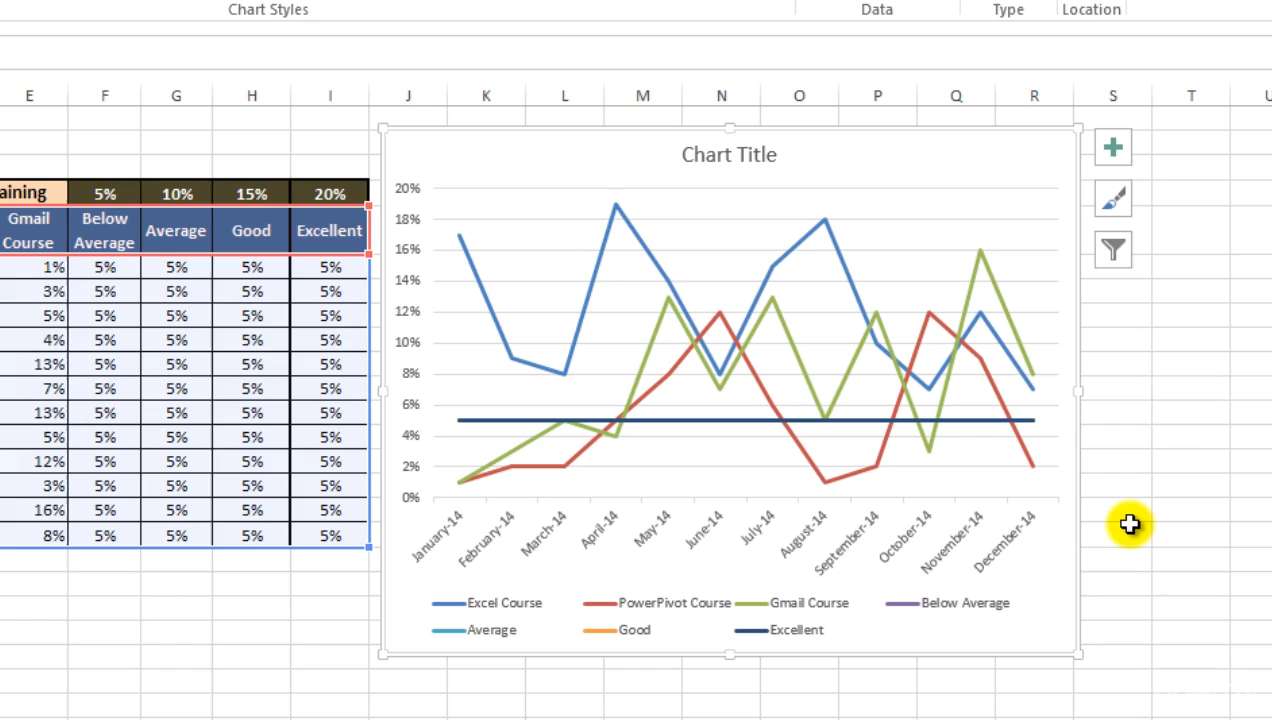 Chart Styles Data Type Location
E F G H I J K L M N O P Q R S T U
aining 5% 10% 15% 20%
Gmail Course Below Average Average Good Excellent
1% 5% 5% 5% 5%
3% 5% 5% 5% 5%
5% 5% 5% 5% 5%
4% 5% 5% 5% 5%
13% 5% 5% 5% 5%
7% 5% 5% 5% 5%
13% 5% 5% 5% 5%
5% 5% 5% 5% 5%
12% 5% 5% 5% 5%
3% 5% 5% 5% 5%
16% 5% 5% 5% 5%
8% 5% 5% 5% 5%
Chart Title
20%
18%
16%
14%
12%
10%
8%
6%
4%
2%
0%
January-14 February-14 March-14 April-14 May-14 June-14 July-14 August-14 September-14 October-14 November-14 December-14
Excel Course PowerPivot Course Gmail Course Below Average
Average Good Excellent